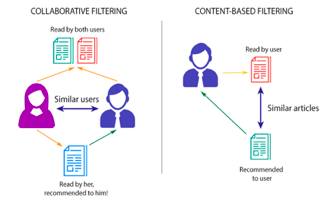 COLLABORATIVE FILTERING
Read by both users
Similar users
Read by her,
recommended to him!
CONTENT-BASED FILTERING
Read by user
Similar articles
Recommended
to user